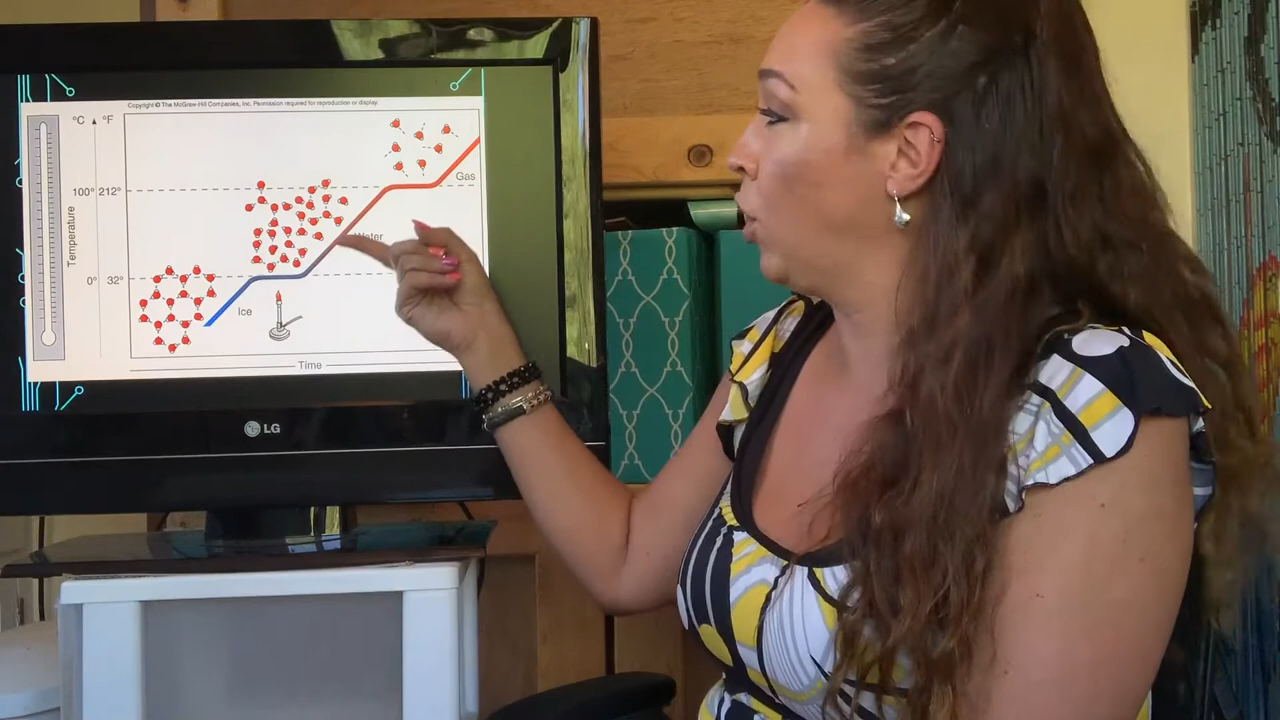 Copyright © The McGraw-Hill Companies, Inc. Permission required for reproduction or display.
°C °F
Gas
100° 212°
Temperature
Water
0° 32°
Ice
Time
LG